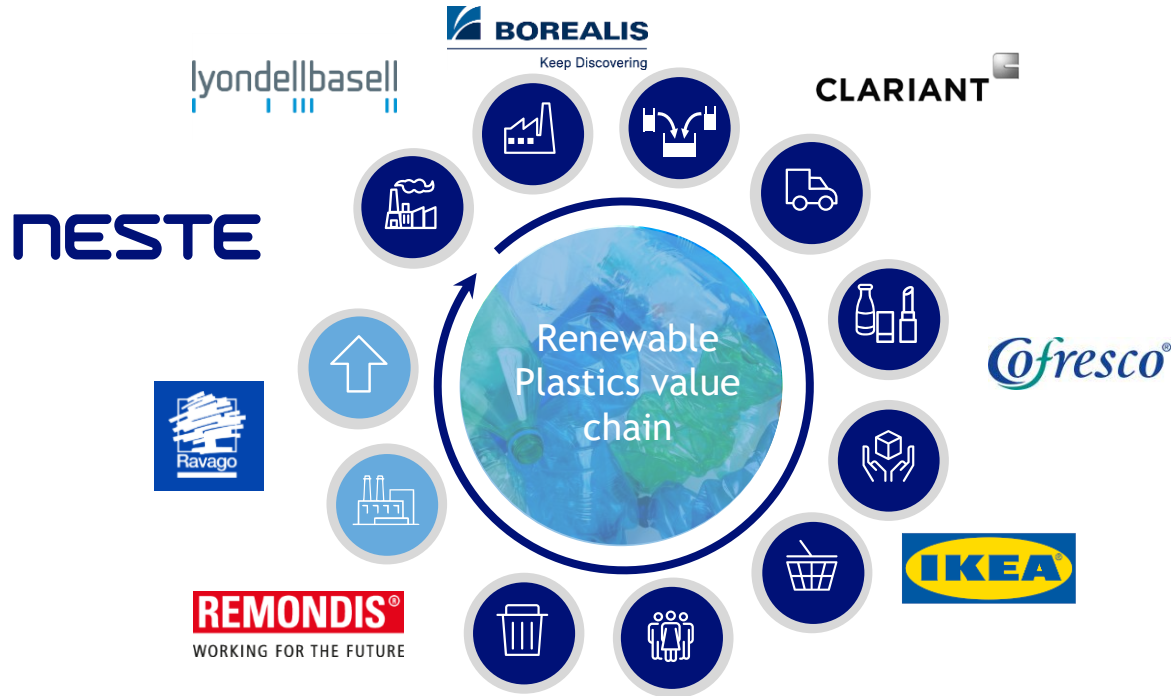 BOREALIS
Keep Discovering
lyondellbasell
CLARIANT
NESTE
Renewable
Plastics value
chain
Cofresco®
Ravago
IKEA®
REMONDIS®
WORKING FOR THE FUTURE